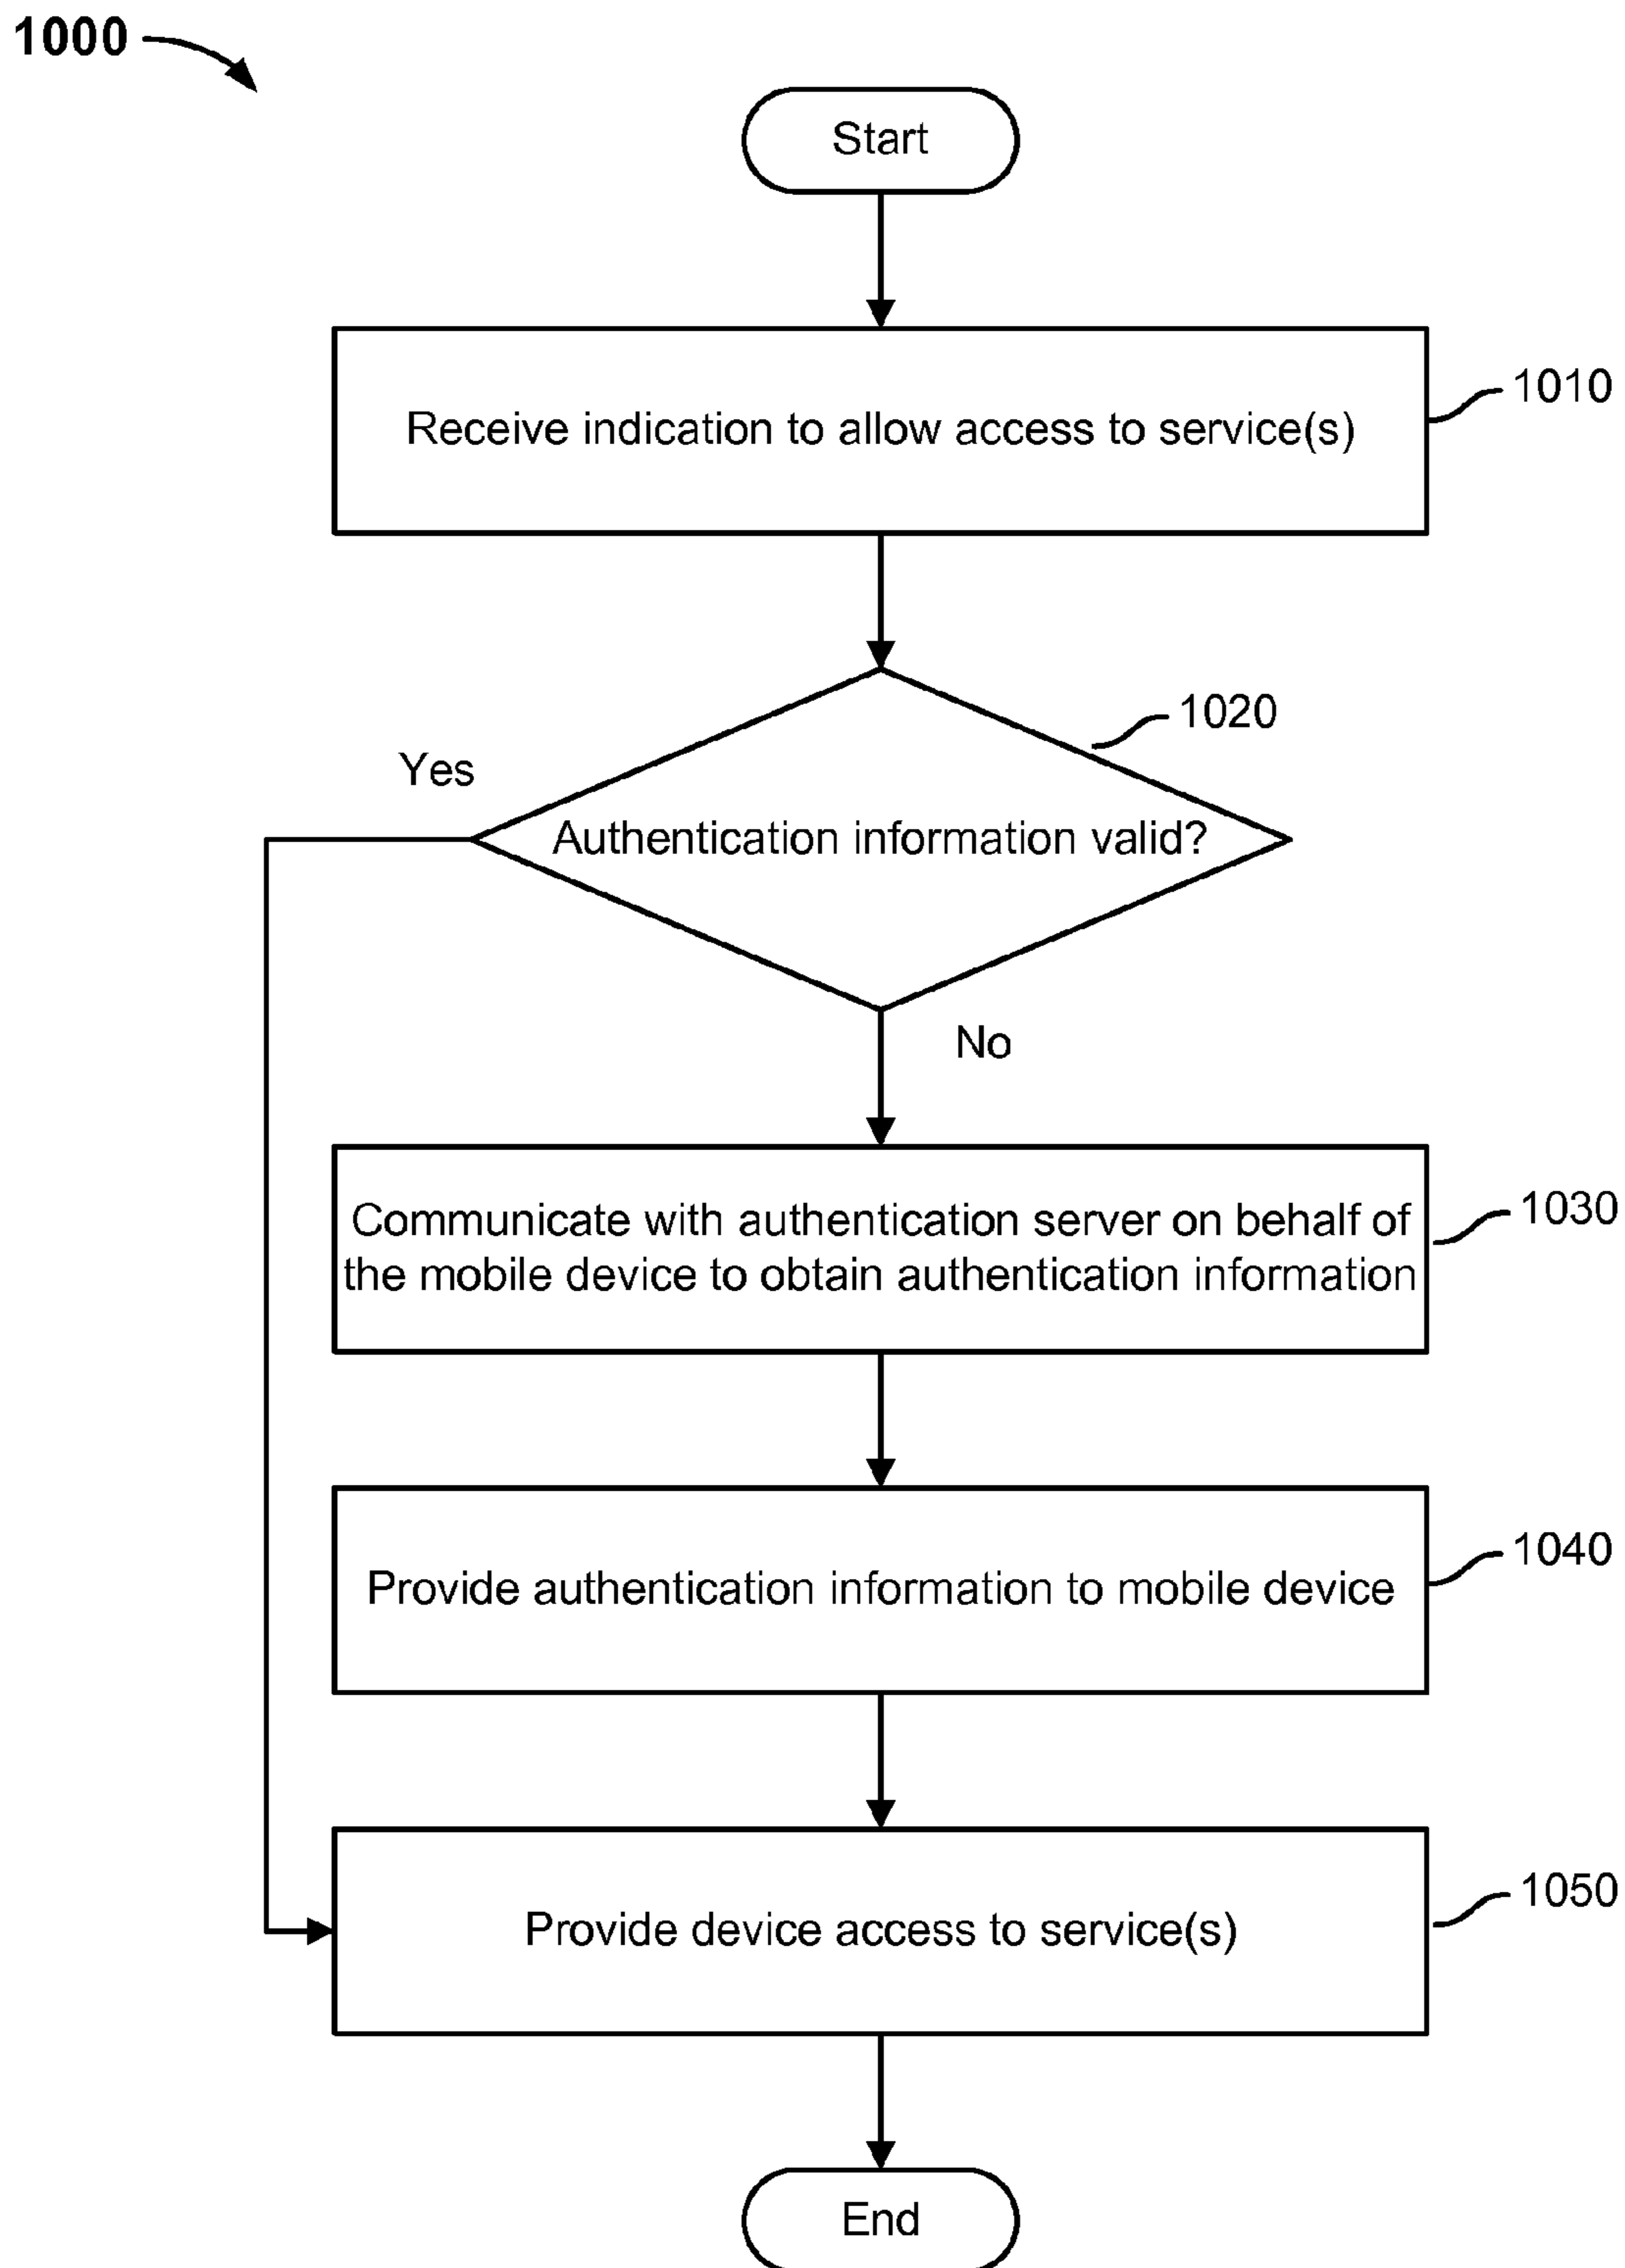 1000
Start
Receive indication to allow access to service(s)
1010
1020
Yes
Authentication information valid?
No
Communicate with authentication server on behalf of
the mobile device to obtain authentication information
1030
Provide authentication information to mobile device
1040
Provide device access to service(s)
1050
End